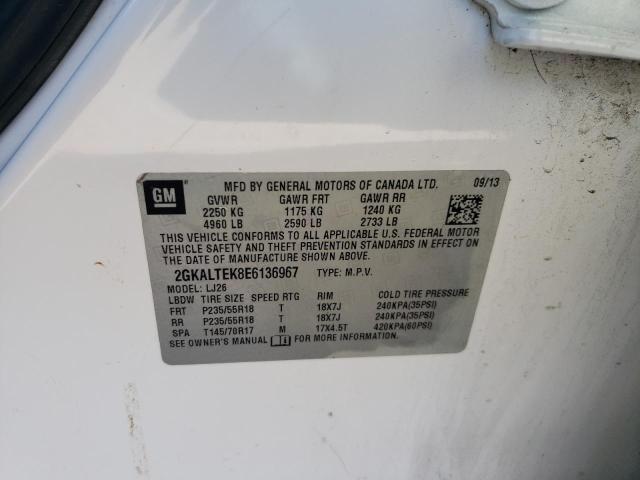 GM
MFD BY GENERAL MOTORS OF CANADA LTD. 09/13
GVWR GAWR FRT GAWR RR
2250 KG 1175 KG 1240 KG
4960 LB 2590 LB 2733 LB
THIS VEHICLE CONFORMS TO ALL APPLICABLE U.S. FEDERAL MOTOR
VEHICLE SAFETY AND THEFT PREVENTION STANDARDS IN EFFECT ON
THE DATE OF MANUFACTURE SHOWN ABOVE.
2GKALTEK8E6136967 TYPE: M.P.V.
MODEL: LJ26
LBDW TIRE SIZE SPEED RTG RIM COLD TIRE PRESSURE
FRT P235/55R18 T 18X7J 240KPA(35PSI)
RR P235/55R18 T 18X7J 240KPA(35PSI)
SPA T145/70R17 M 17X4.5T 420KPA(60PSI)
SEE OWNER'S MANUAL FOR MORE INFORMATION.